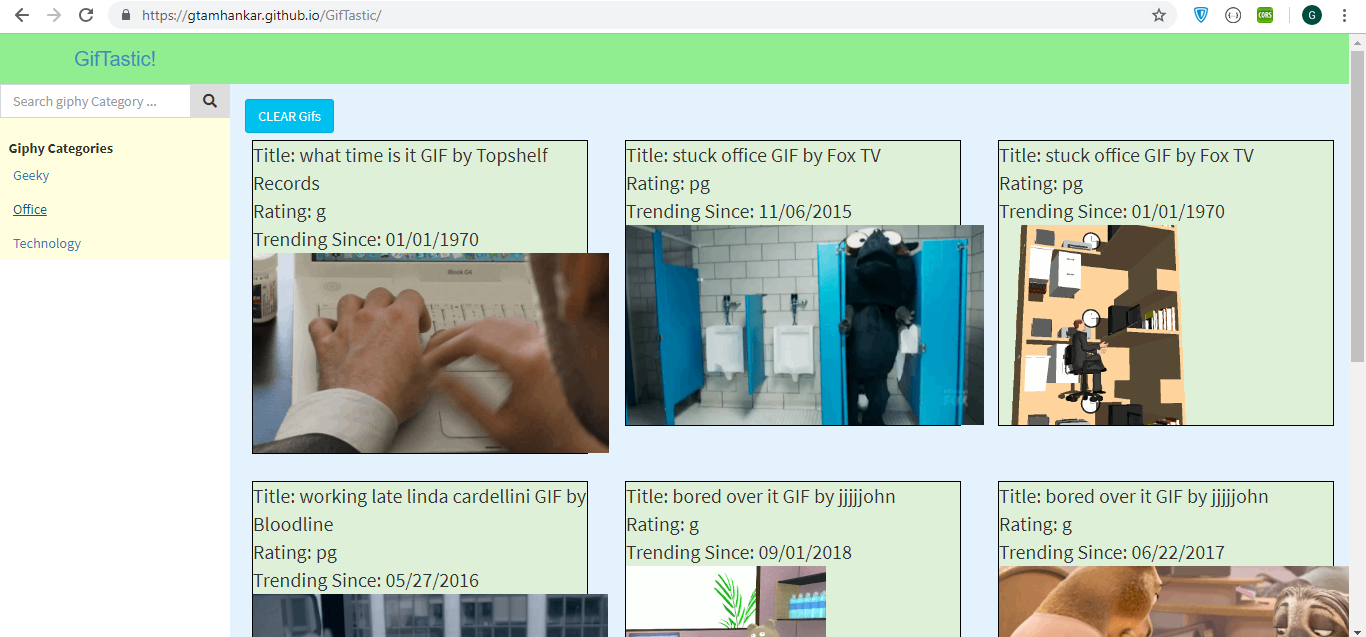 https://gtamhankar.github.io/GifTastic/
CORS
G
GifTastic!
Search giphy Category ...
Giphy Categories
Geeky
Office
Technology
CLEAR Gifs
Title: what time is it GIF by Topshelf
Records
Rating: g
Trending Since: 01/01/1970
iBook G4
Title: stuck office GIF by Fox TV
Rating: pg
Trending Since: 11/06/2015
FOX
Title: stuck office GIF by Fox TV
Rating: pg
Trending Since: 01/01/1970
Title: working late linda cardellini GIF by
Bloodline
Rating: pg
Trending Since: 05/27/2016
Title: bored over it GIF by jjjjjohn
Rating: g
Trending Since: 09/01/2018
Title: bored over it GIF by jjjjjohn
Rating: g
Trending Since: 06/22/2017